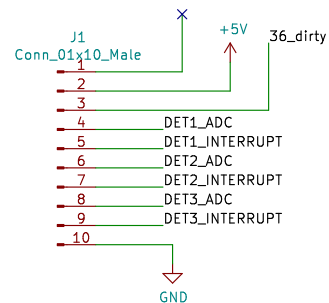 J1
Conn_01x10_Male
+5V
36_dirty
1
2
3
4 DET1_ADC
5 DET1_INTERRUPT
6 DET2_ADC
7 DET2_INTERRUPT
8 DET3_ADC
9 DET3_INTERRUPT
10
GND